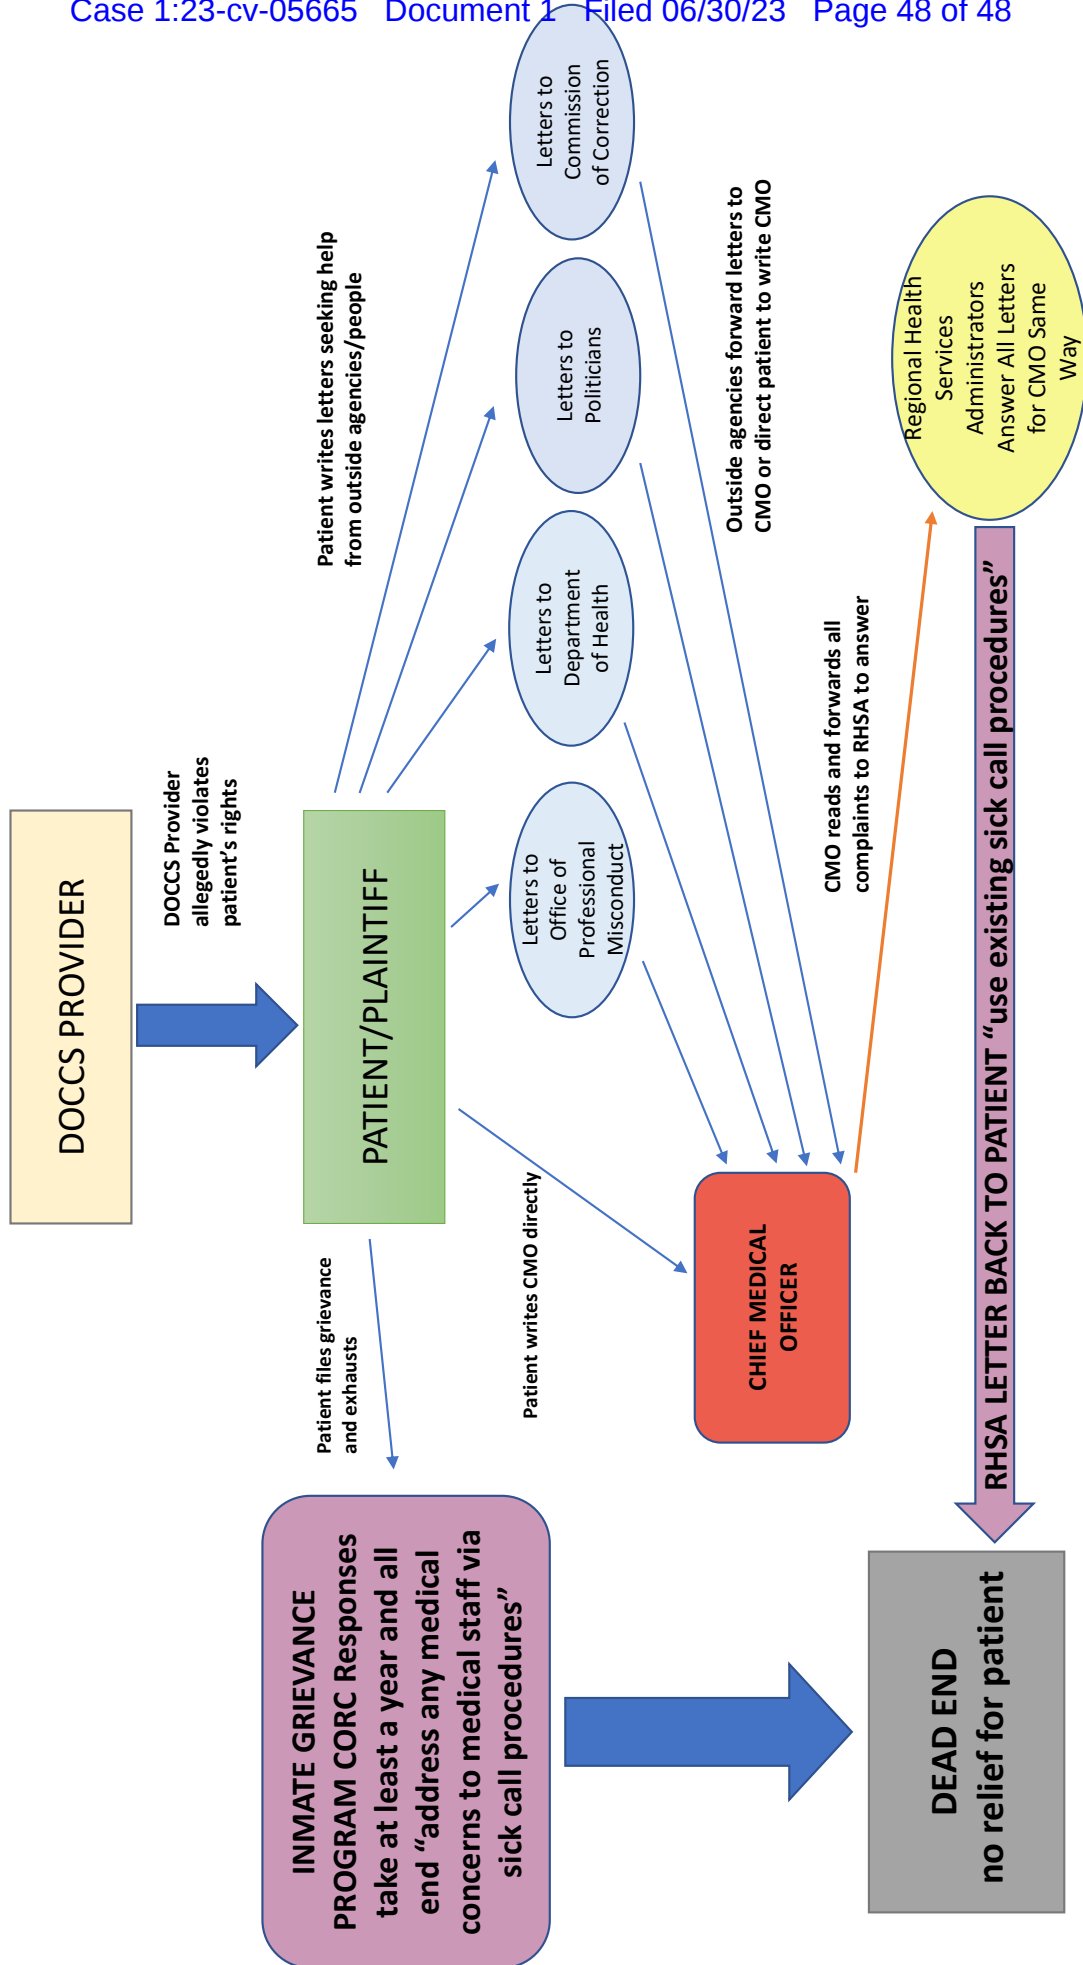 Case 1:23-cv-05665 Document 1 Filed 06/30/23 Page 48 of 48
DOCCS PROVIDER
DOCCS Provider
allegedly violates
patient’s rights
PATIENT/PLAINTIFF
Patient writes letters seeking help
from outside agencies/people
Patient files grievance
and exhausts
INMATE GRIEVANCE
PROGRAM CORC Responses
take at least a year and all
end “address any medical
concerns to medical staff via
sick call procedures”
Patient writes CMO directly
Letters to
Office of
Professional
Misconduct
Letters to
Department
of Health
Letters to
Politicians
Letters to
Commission
of Correction
Outside agencies forward letters to
CMO or direct patient to write CMO
CHIEF MEDICAL
OFFICER
CMO reads and forwards all
complaints to RHSA to answer
Regional Health
Services
Administrators
Answer All Letters
for CMO Same
Way
RHSA LETTER BACK TO PATIENT “use existing sick call procedures”
DEAD END
no relief for patient